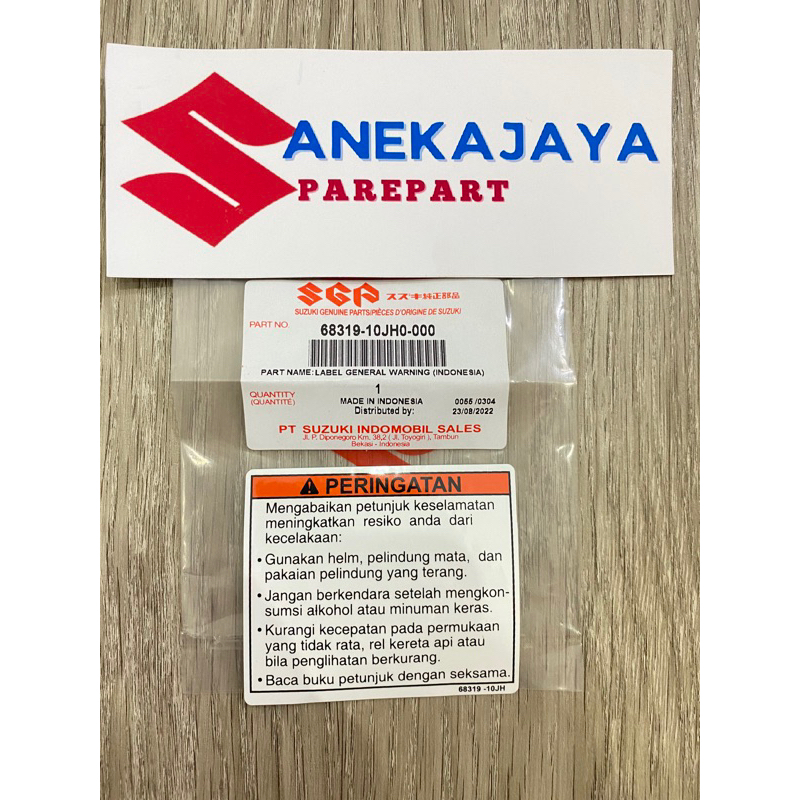 ANEKAJAYA
PAREPART
SGP スズキ純正部品
SUZUKI GENUINE PARTS/PIÈCES D'ORIGINE DE SUZUKI
PART NO. 68319-10JH0-000
PART NAME:LABEL GENERAL WARNING (INDONESIA)
QUANTITY 1
(QUANTITÉ) MADE IN INDONESIA 0055 /0304
Distributed by: 23/08/2022
PT SUZUKI INDOMOBIL SALES
Jl. P. Diponegoro Km. 38,2 ( Jl. Toyogiri ), Tambun
Bekasi - Indonesia
PERINGATAN
Mengabaikan petunjuk keselamatan
meningkatkan resiko anda dari
kecelakaan:
• Gunakan helm, pelindung mata, dan
pakaian pelindung yang terang.
• Jangan berkendara setelah mengkon-
sumsi alkohol atau minuman keras.
• Kurangi kecepatan pada permukaan
yang tidak rata, rel kereta api atau
bila penglihatan berkurang.
• Baca buku petunjuk dengan seksama.
68319 -10JH